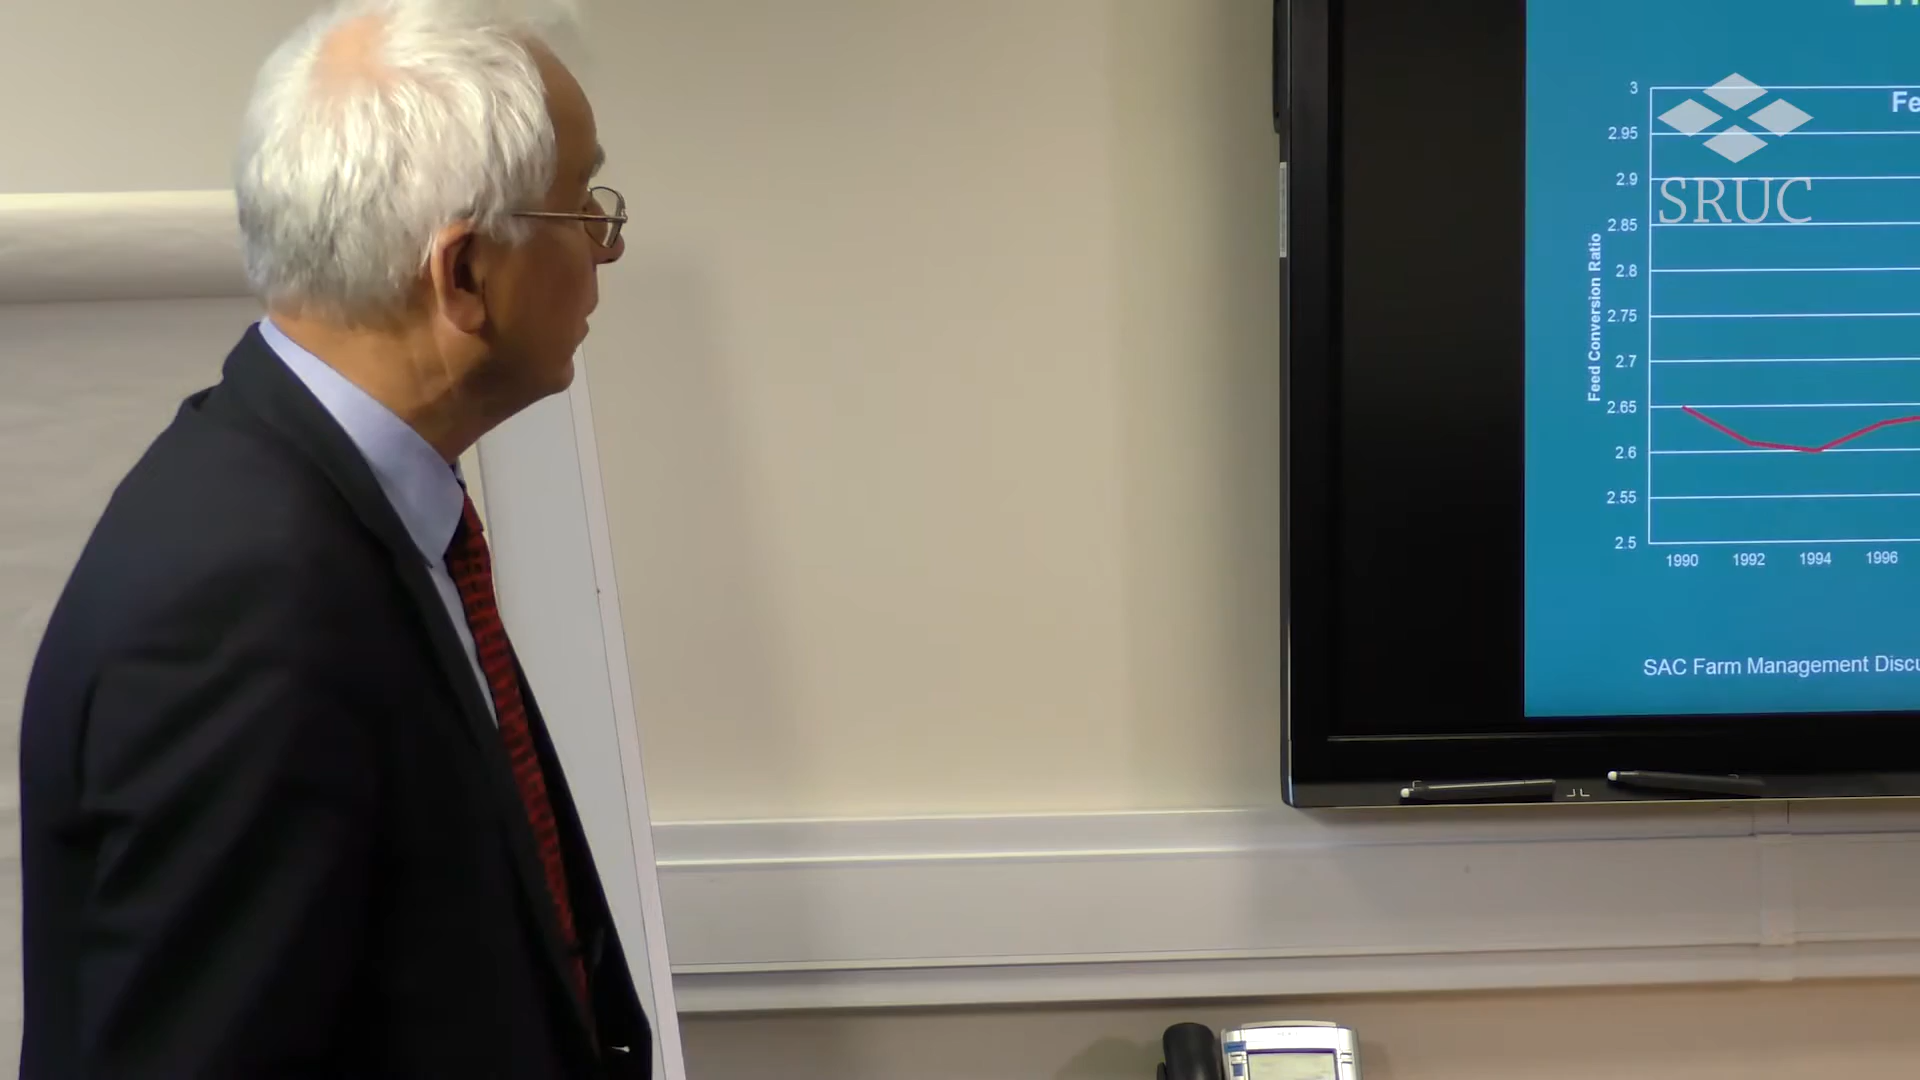 Fe
SRUC
Feed Conversion Ratio
3
2.95
2.9
2.85
2.8
2.75
2.7
2.65
2.6
2.55
2.5
1990 1992 1994 1996
SAC Farm Management Discu